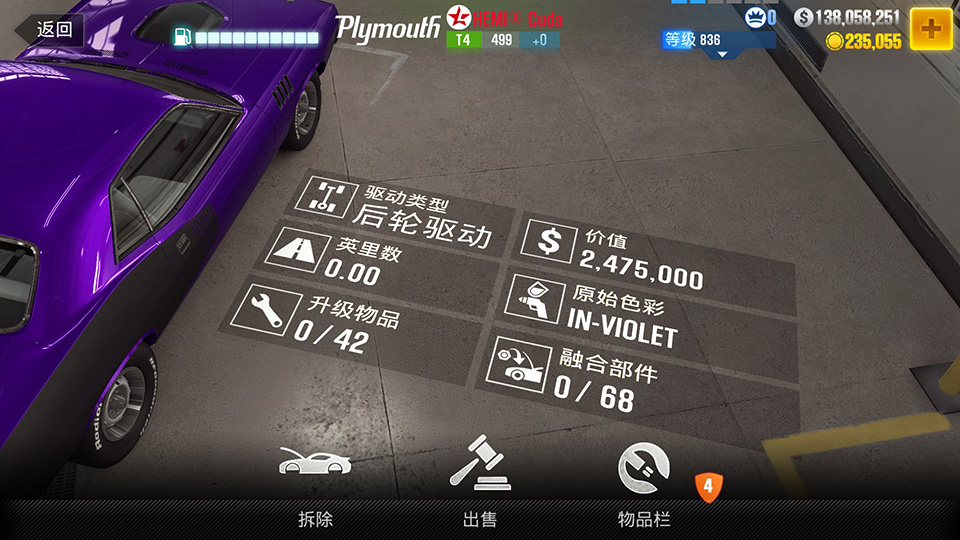 返回
Plymouth
HEMI® Cuda
T4 499 +0
等级 836
0
138,058,251
235,055
驱动类型
后轮驱动
英里数
0.00
升级物品
0 / 42
价值
2,475,000
原始色彩
IN-VIOLET
融合部件
0 / 68
拆除
出售
物品栏
4